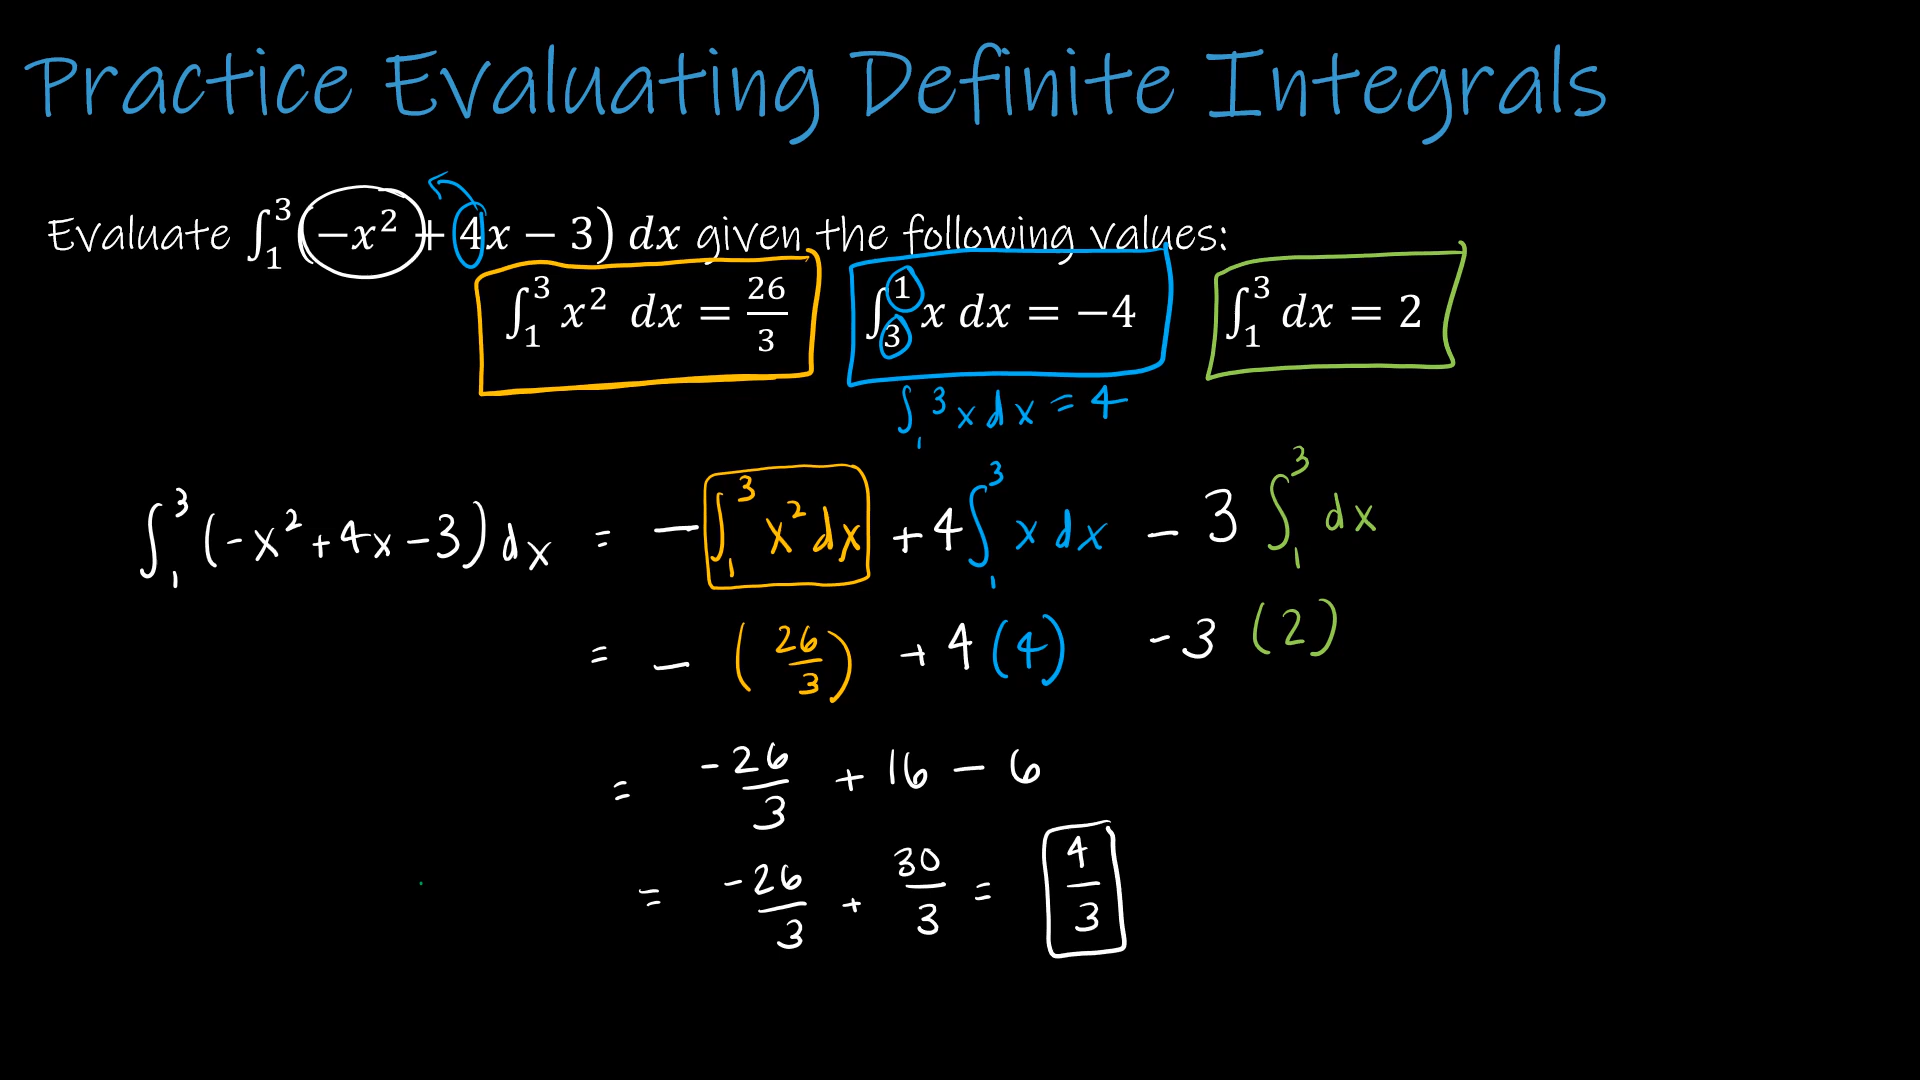 Practice Evaluating Definite Integrals
Evaluate ∫₁³(−x² + 4x − 3) dx given the following values:
∫₁³ x² dx = 26/3 ∫₃¹ x dx = −4 ∫₁³ dx = 2
∫₁³ x dx = 4
∫₁³ (-x² + 4x - 3) dx = - ∫₁³ x² dx + 4 ∫₁³ x dx - 3 ∫₁³ dx
= - (26/3) + 4 (4) - 3 (2)
= -26/3 + 16 - 6
= -26/3 + 30/3 = 4/3